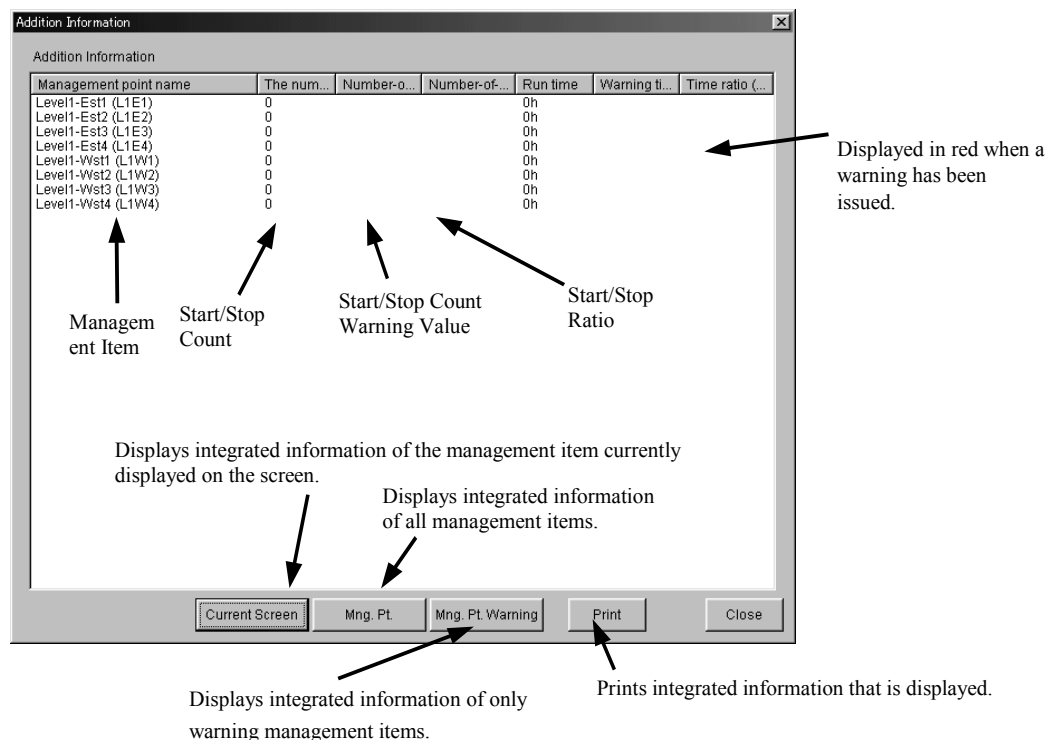 Addition Information
Addition Information
Management point name The num... Number-o... Number-of-... Run time Warning ti... Time ratio (...
Level1-Est1 (L1E1) 0 0h
Level1-Est2 (L1E2) 0 0h
Level1-Est3 (L1E3) 0 0h
Level1-Est4 (L1E4) 0 0h
Level1-Wst1 (L1W1) 0 0h
Level1-Wst2 (L1W2) 0 0h
Level1-Wst3 (L1W3) 0 0h
Level1-Wst4 (L1W4) 0 0h
Displayed in red when a
warning has been
issued.
Managem
ent Item
Start/Stop
Count
Start/Stop Count
Warning Value
Start/Stop
Ratio
Displays integrated information of the management item currently
displayed on the screen.
Displays integrated information
of all management items.
Current Screen Mng. Pt. Mng. Pt. Warning Print Close
Displays integrated information of only
warning management items.
Prints integrated information that is displayed.